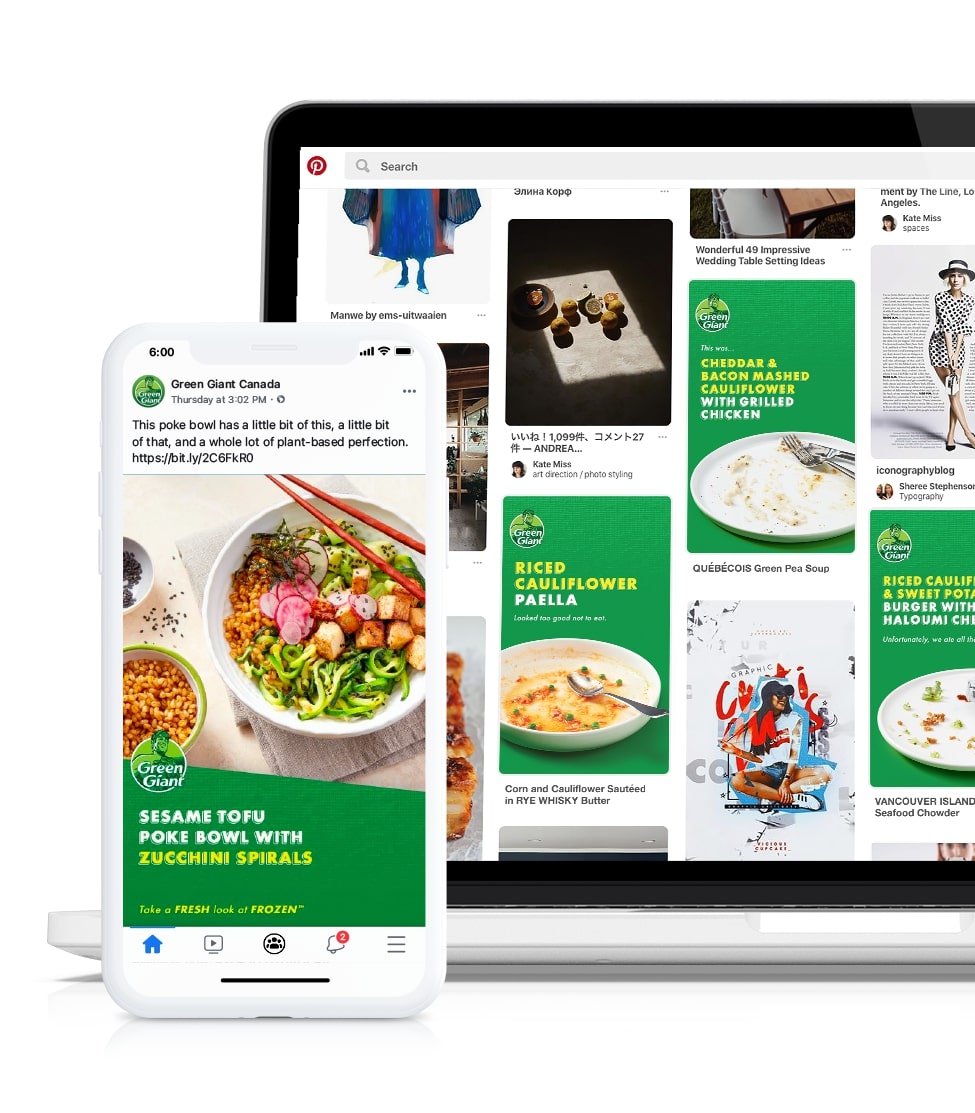 6:00
Green Giant Canada
Thursday at 3:02 PM ·
This poke bowl has a little bit of this, a little bit
of that, and a whole lot of plant-based perfection.
https://bit.ly/2C6FkR0
Green
Giant
Green
Giant
SESAME TOFU
POKE BOWL WITH
ZUCCHINI SPIRALS
Take a FRESH look at FROZEN™
2
Search
Manwe by ems-uitwaaien
Элина Корф
いいね！1,099件、コメント27
件 — ANDREA...
Kate Miss
art direction / photo styling
Green
Giant
RICED
CAULIFLOWER
PAELLA
Looked too good not to eat.
Corn and Cauliflower Sautéed
in RYE WHISKY Butter
Wonderful 49 Impressive
Wedding Table Setting Ideas
Green
Giant
This was...
CHEDDAR &
BACON MASHED
CAULIFLOWER
WITH GRILLED
CHICKEN
QUÉBÉCOIS Green Pea Soup
GRAPHIC
VICIOUS
CUPCAKE
ment by The Line, Lo
Angeles.
Kate Miss
spaces
iconographyblog
Sheree Stephenson
Typography
Green
Giant
RICED CAULIF
& SWEET POTA
BURGER WITH
HALOUMI CHE
Unfortunately, we ate all the
VANCOUVER ISLAND
Seafood Chowder